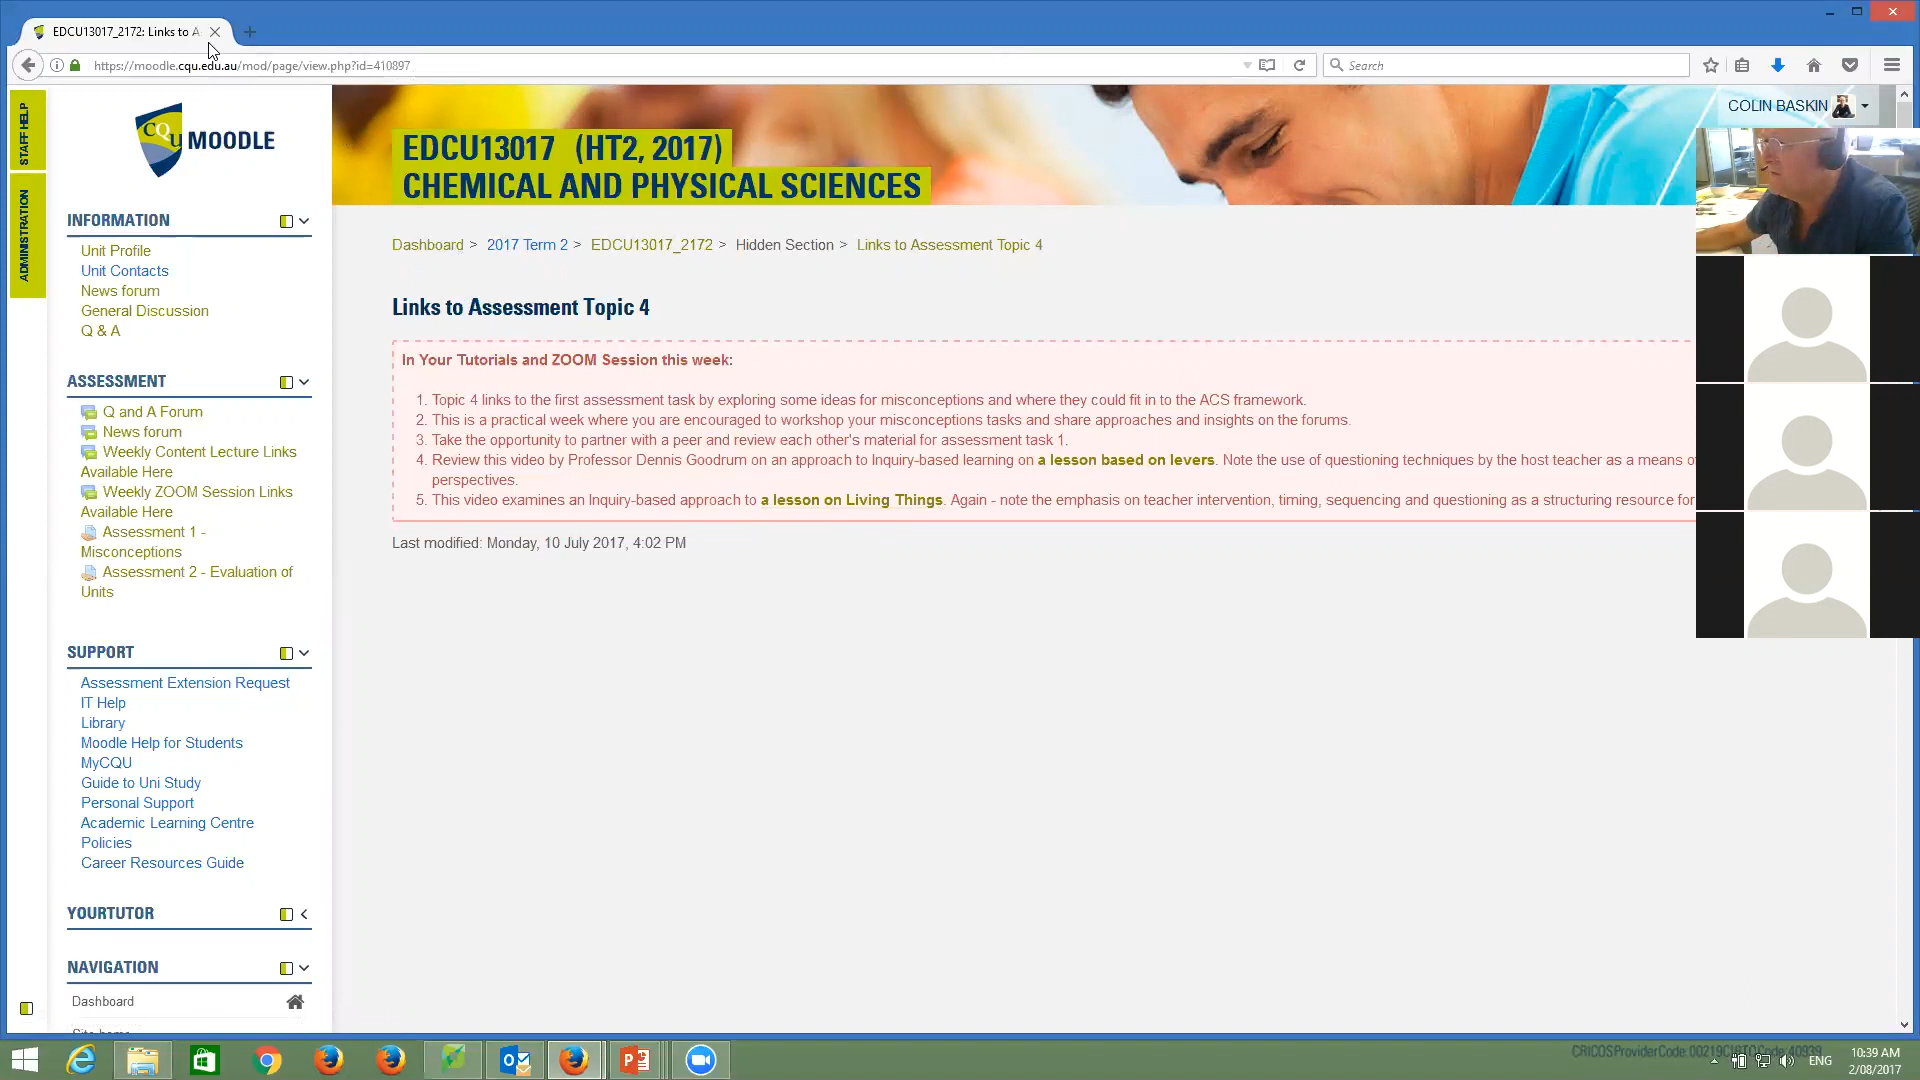 EDCU13017_2172: Links to A
https://moodle.cqu.edu.au/mod/page/view.php?id=410897
Search
STAFF HELP
ADMINISTRATION
CQU MOODLE
EDCU13017 (HT2, 2017)
CHEMICAL AND PHYSICAL SCIENCES
COLIN BASKIN
INFORMATION
Unit Profile
Unit Contacts
News forum
General Discussion
Q & A
ASSESSMENT
Q and A Forum
News forum
Weekly Content Lecture Links
Available Here
Weekly ZOOM Session Links
Available Here
Assessment 1 -
Misconceptions
Assessment 2 - Evaluation of
Units
SUPPORT
Assessment Extension Request
IT Help
Library
Moodle Help for Students
MyCQU
Guide to Uni Study
Personal Support
Academic Learning Centre
Policies
Career Resources Guide
YOURTUTOR
NAVIGATION
Dashboard
Dashboard > 2017 Term 2 > EDCU13017_2172 > Hidden Section > Links to Assessment Topic 4
Links to Assessment Topic 4
In Your Tutorials and ZOOM Session this week:
1. Topic 4 links to the first assessment task by exploring some ideas for misconceptions and where they could fit in to the ACS framework.
2. This is a practical week where you are encouraged to workshop your misconceptions tasks and share approaches and insights on the forums.
3. Take the opportunity to partner with a peer and review each other's material for assessment task 1.
4. Review this video by Professor Dennis Goodrum on an approach to Inquiry-based learning on a lesson based on levers. Note the use of questioning techniques by the host teacher as a means of
perspectives.
5. This video examines an Inquiry-based approach to a lesson on Living Things. Again - note the emphasis on teacher intervention, timing, sequencing and questioning as a structuring resource for
Last modified: Monday, 10 July 2017, 4:02 PM
ENG
10:39 AM
2/08/2017